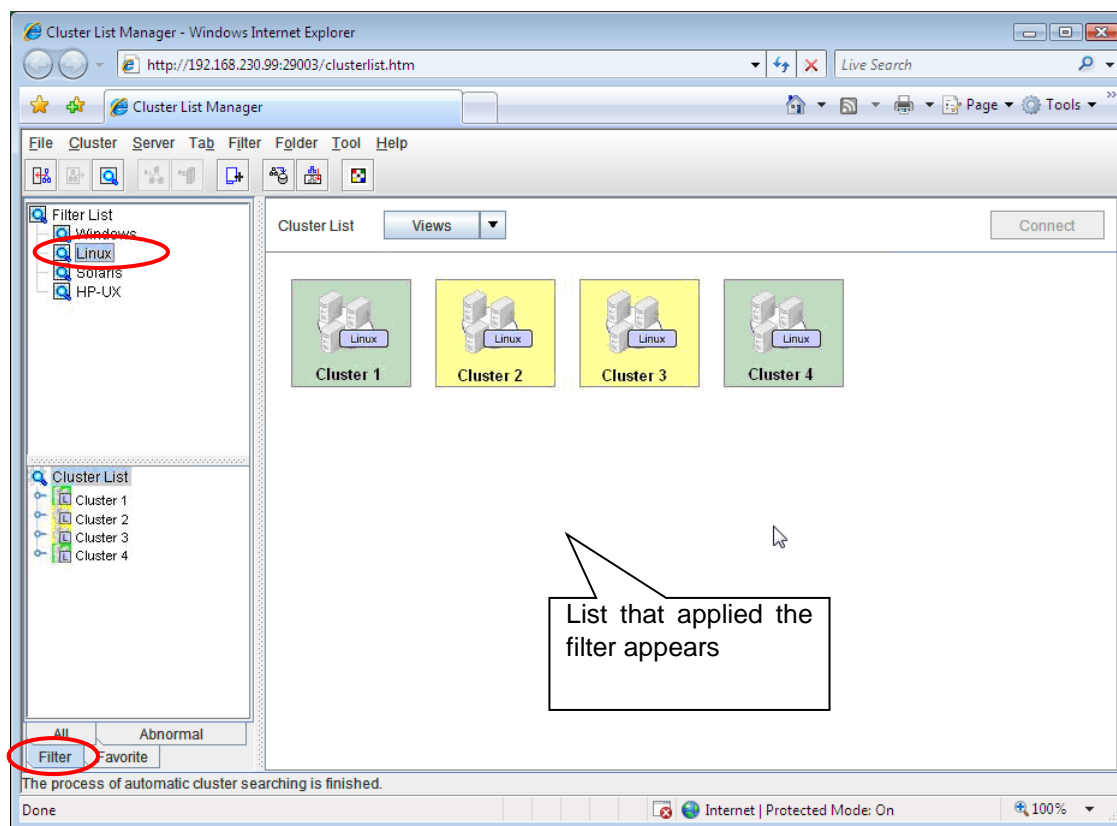 Cluster List Manager - Windows Internet Explorer
http://192.168.230.99:29003/clusterlist.htm
Live Search
Cluster List Manager
Page
Tools
File Cluster Server Tab Filter Folder Tool Help
Filter List
Windows
Linux
Solaris
HP-UX
Cluster List
Views
Connect
Linux
Cluster 1
Linux
Cluster 2
Linux
Cluster 3
Linux
Cluster 4
Cluster List
L Cluster 1
L Cluster 2
L Cluster 3
L Cluster 4
List that applied the
filter appears
All
Abnormal
Filter
Favorite
The process of automatic cluster searching is finished.
Done
Internet | Protected Mode: On
100%